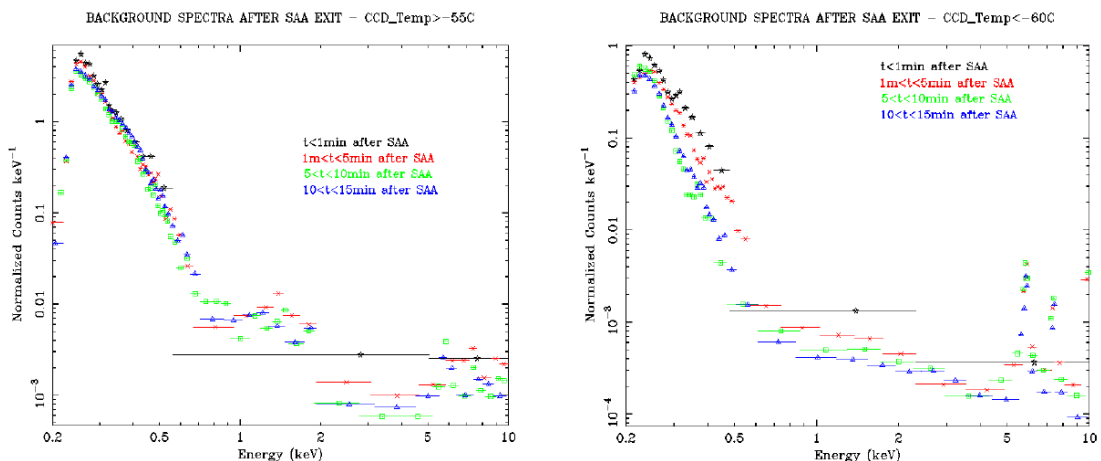 BACKGROUND SPECTRA AFTER SAA EXIT - CCD_Temp>-55C
Normalized Counts keV⁻¹
5
1
0.1
0.01
10⁻³
t<1min after SAA
1m<t<5min after SAA
5<t<10min after SAA
10<t<15min after SAA
0.2
0.5
1
2
5
10
Energy (keV)
BACKGROUND SPECTRA AFTER SAA EXIT - CCD_Temp<-60C
Normalized Counts keV⁻¹
1
0.1
0.01
10⁻³
10⁻⁴
t<1min after SAA
1m<t<5min after SAA
5<t<10min after SAA
10<t<15min after SAA
0.2
0.5
1
2
5
10
Energy (keV)